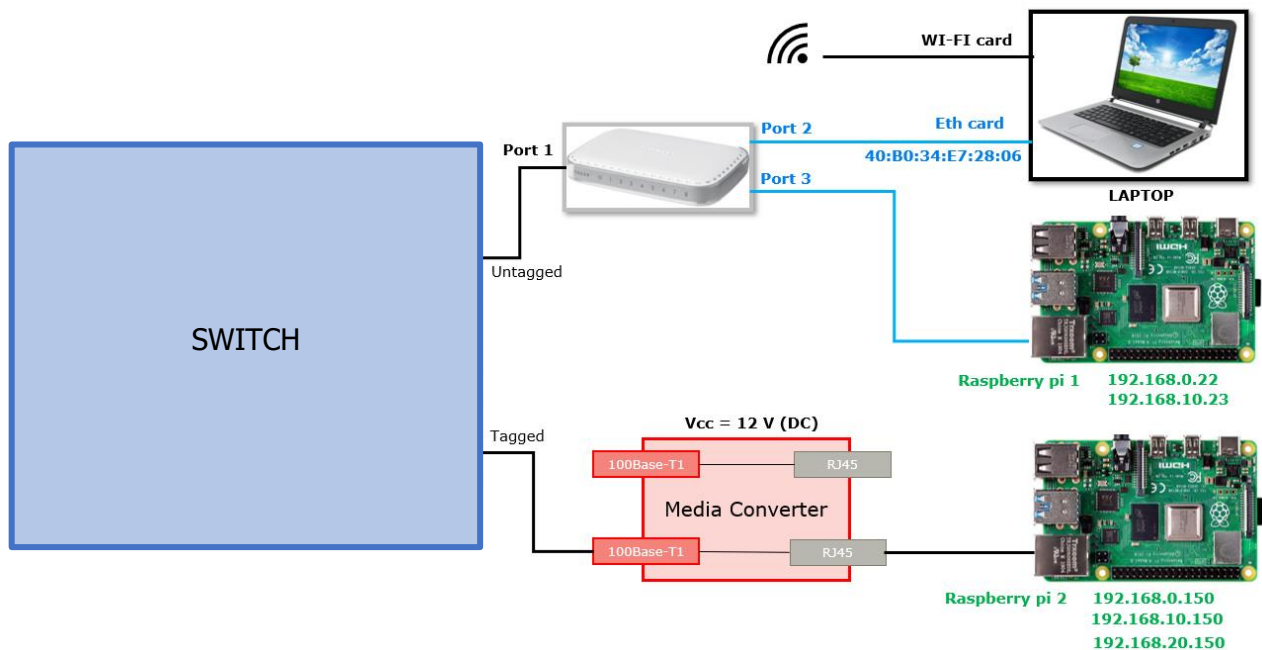 WI-FI card
Port 2
Eth card
Port 1
40:B0:34:E7:28:06
Port 3
LAPTOP
Untagged
SWITCH
HDMI
Raspberry pi 1
192.168.0.22
192.168.10.23
Vcc = 12 V (DC)
Tagged
100Base-T1
RJ45
Media Converter
100Base-T1
RJ45
HDMI
Raspberry pi 2
192.168.0.150
192.168.10.150
192.168.20.150